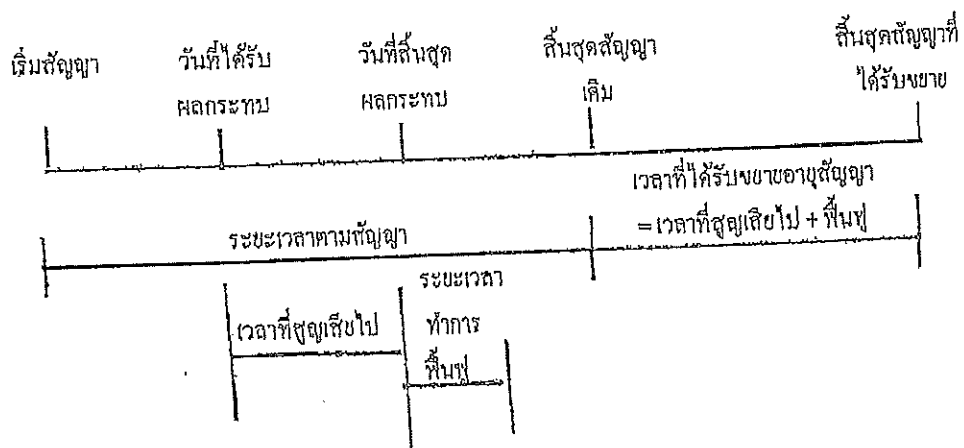 เริ่มสัญญา
วันที่ได้รับ
ผลกระทบ
วันที่สิ้นสุด
ผลกระทบ
สิ้นสุดสัญญา
เดิม
สิ้นสุดสัญญาที่
ได้รับขยาย
เวลาที่ได้รับขยายอายุสัญญา
=เวลาที่สูญเสียไป + ฟื้นฟู
ระยะเวลาตามสัญญา
เวลาที่สูญเสียไป
ระยะเวลา
ทำการ
ฟื้นฟู